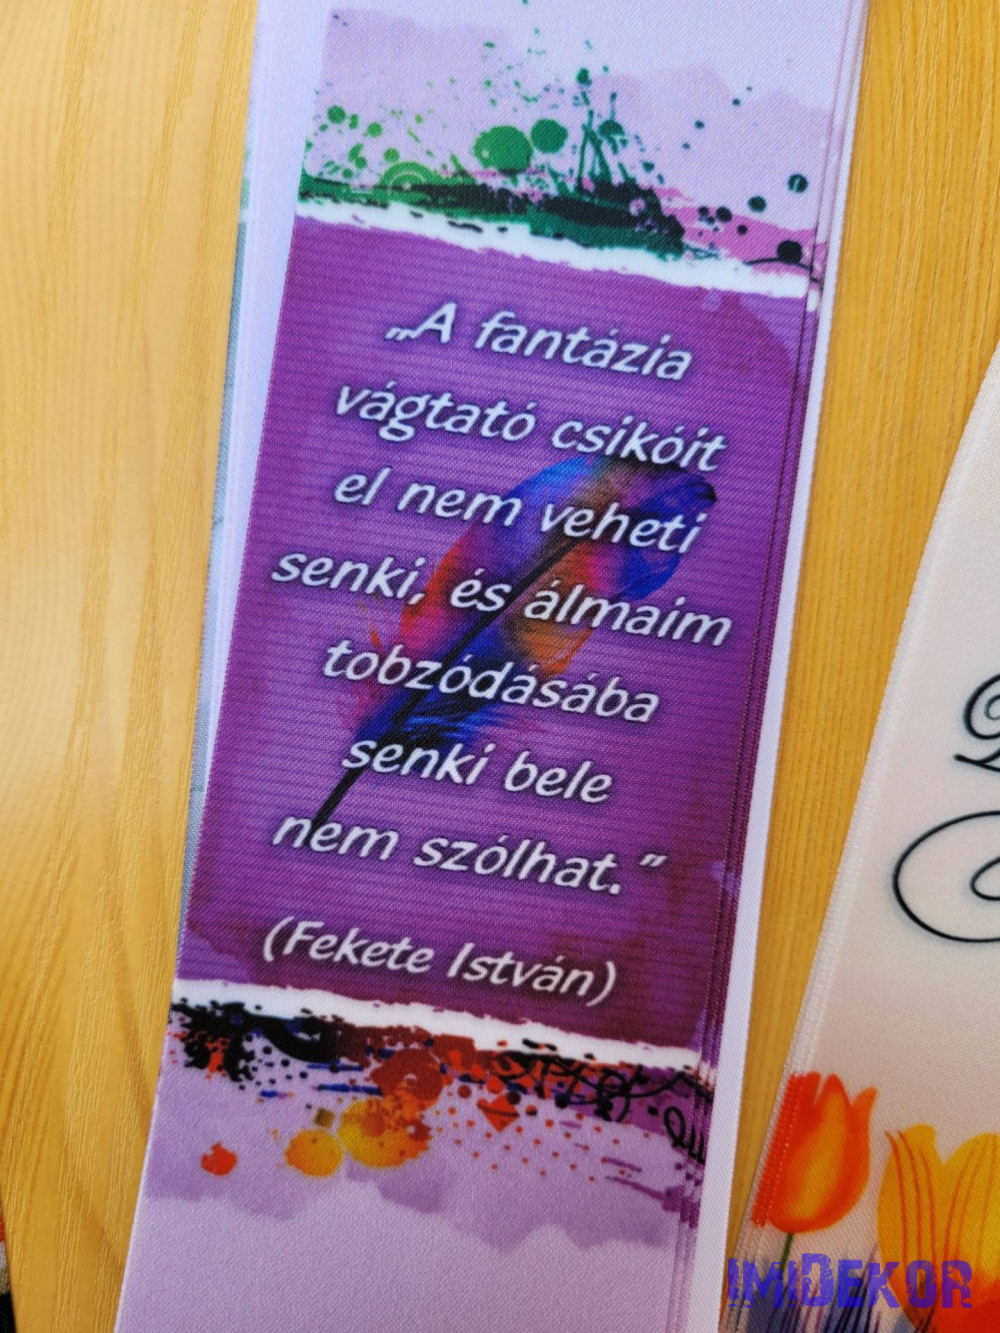 „A fantázia
vágtató csikóit
el nem veheti
senki, és álmaim
tobzódásába
senki bele
nem szólhat.”
(Fekete István)
IMIDEKOR